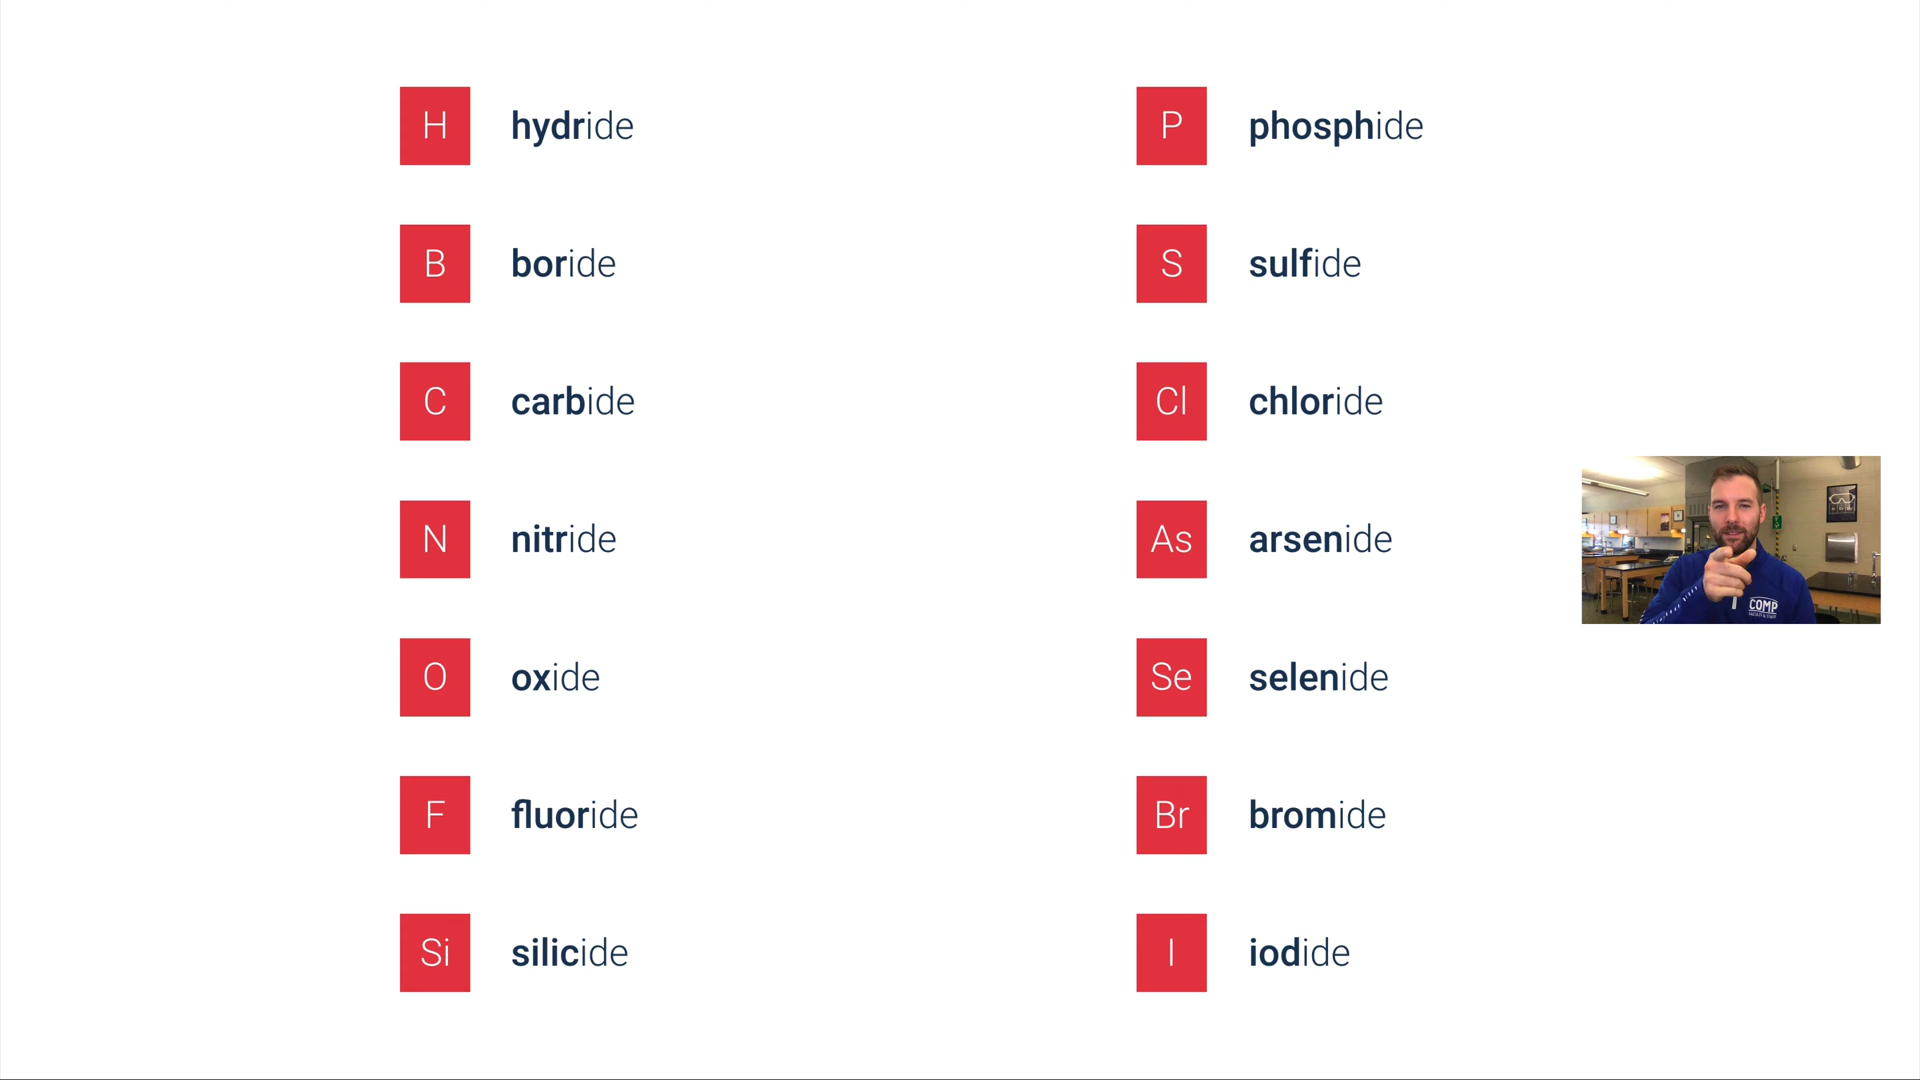 H hydride
B boride
C carbide
N nitride
O oxide
F fluoride
Si silicide
P phosphide
S sulfide
Cl chloride
As arsenide
Se selenide
Br bromide
I iodide
COMP